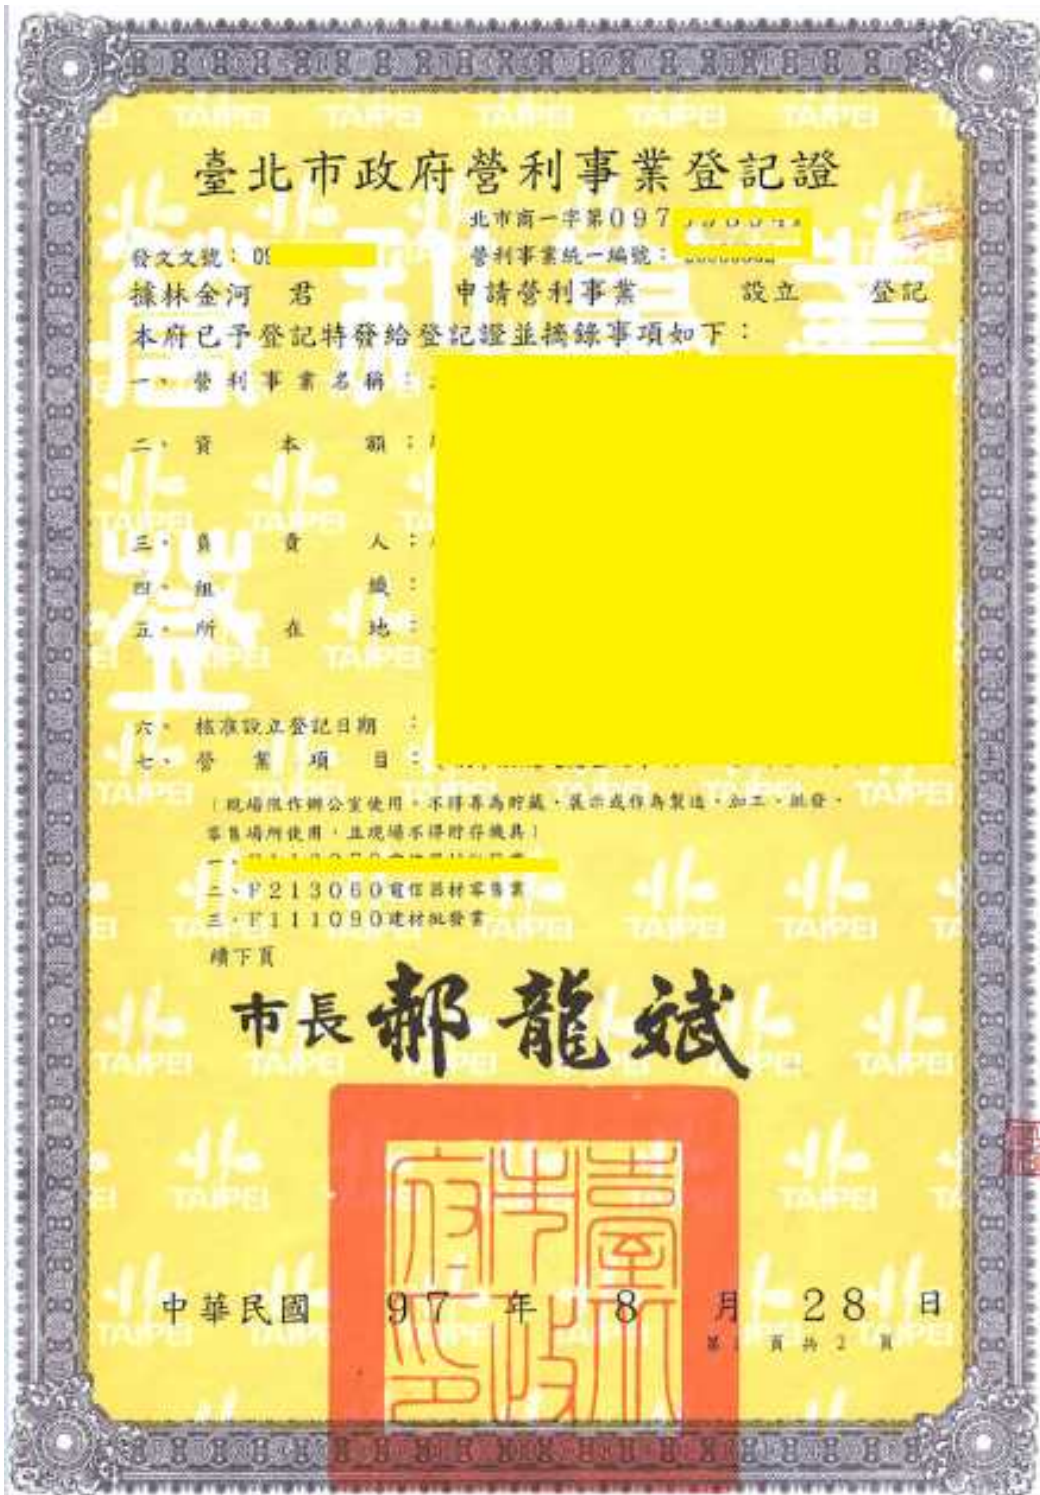 臺北市政府營利事業登記證
北市商一字第097
發文文號：09
營利事業統一編號：
據林金河 君 申請營利事業 設立 登記
本府已予登記特發給登記證並摘錄事項如下：
一、營利事業名稱：
二、資本額：
三、負責人：
四、組織：
五、所在地：
六、核准設立登記日期：
七、營業項目：
（現場限作辦公室使用，不得專為貯藏、展示或作為製造、加工、批發、
零售場所使用，且現場不得貯存機具）
一、
二、F213060電信器材零售業
三、F111090建材批發業
續下頁
市長 郝龍斌
臺北市政府印
中華民國 97 年 8 月 28 日
第1頁共2頁
TAIPEI